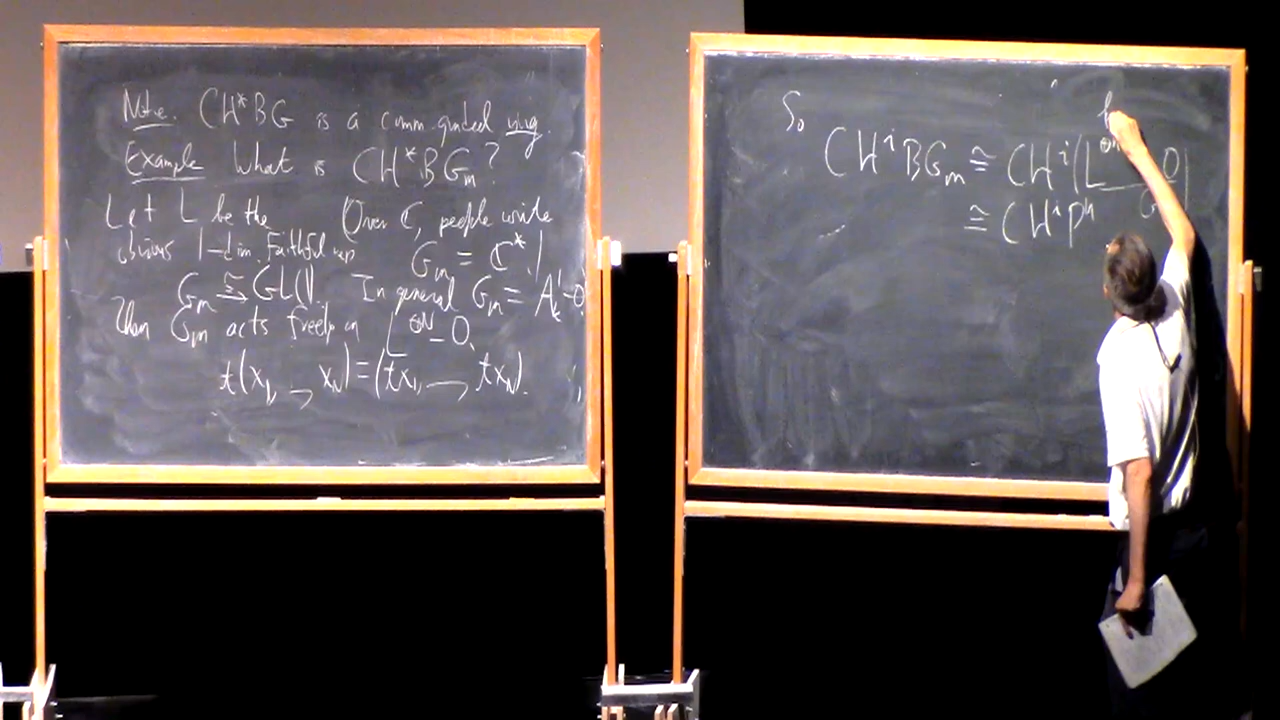 Note. CH*BG is a comm. graded ring.
Example What is CH*BG_m?
Let L be the
obvious 1-dim. faithful rep
G_m ≅→ GL(1).
Over ℂ, people write
G_m = ℂ*.
In general G_m = A¹_k - 0.
Then G_m acts freely on L^{⊕N} - 0.
t(x_1, ..., x_N) = (tx_1, ..., tx_N).
So
CH^i BG_m ≅ CH^i (L
≅ CH^i P^n